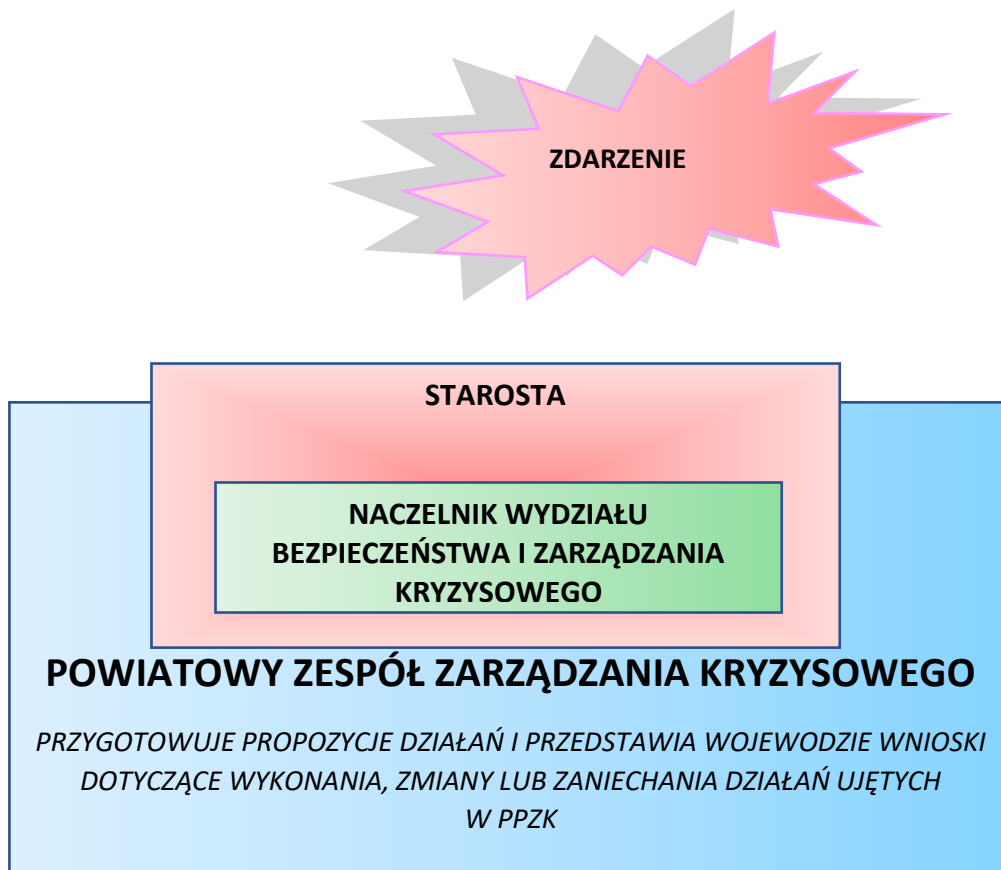 ZDARZENIE
STAROSTA
NACZELNIK WYDZIAŁU
BEZPIECZEŃSTWA I ZARZĄDZANIA
KRYZYSOWEGO
POWIATOWY ZESPÓŁ ZARZĄDZANIA KRYZYSOWEGO
PRZYGOTOWUJE PROPOZYCJE DZIAŁAŃ I PRZEDSTAWIA WOJEWODZIE WNIOSKI
DOTYCZĄCE WYKONANIA, ZMIANY LUB ZANIECHANIA DZIAŁAŃ UJĘTYCH
W PPZK